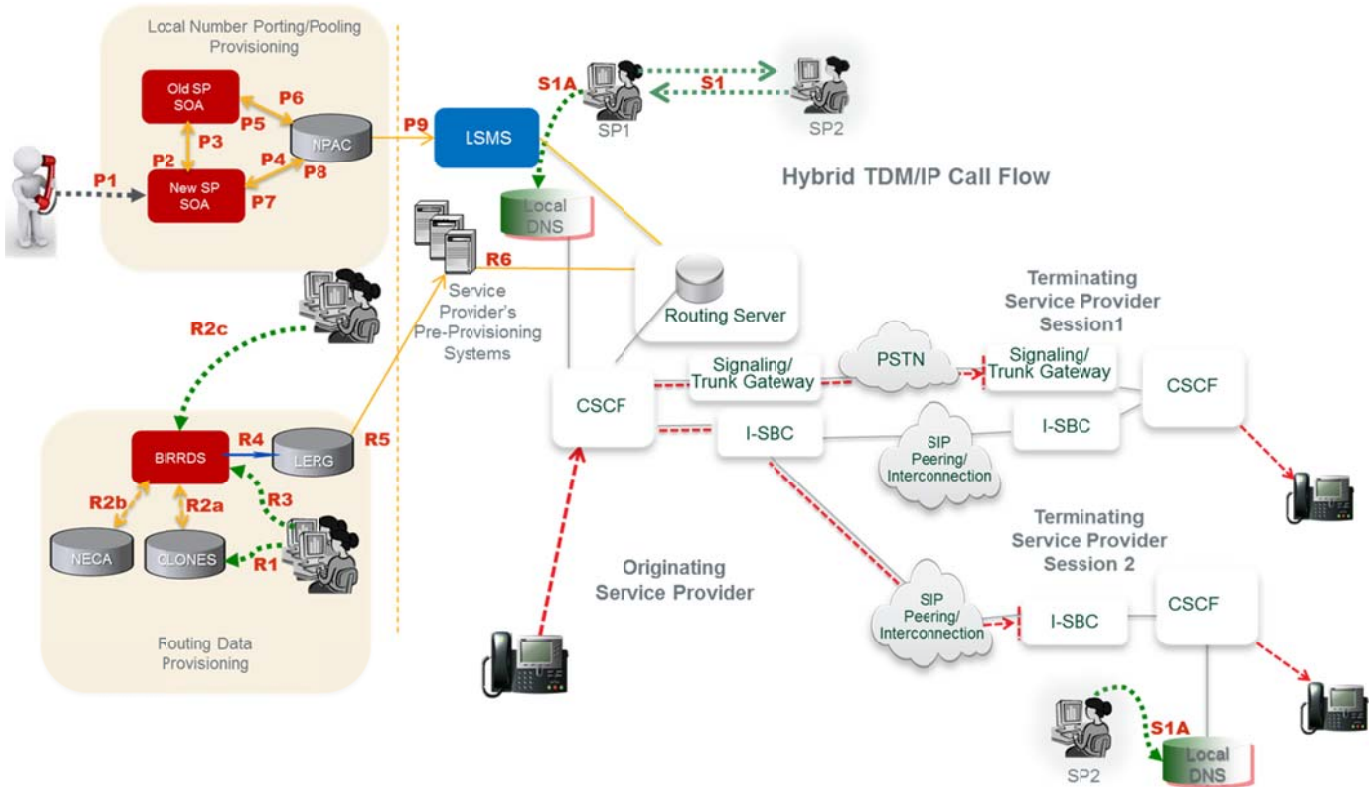 Local Number Porting/Pooling
Provisioning
Old SP
SOA
P6
P5
P3
NPAC
P9
LSMS
P1
P2
P4
P8
New SP
SOA
P7
S1A
S1
SP1
SP2
Hybrid TDM/IP Call Flow
Local
DNS
R6
Service
Provider's
Pre-Provisioning
Systems
Routing Server
R2c
Terminating
Service Provider
Session1
CSCF
Signaling/
Trunk Gateway
PSTN
Signaling/
Trunk Gateway
CSCF
I-SBC
SIP
Peering/
Interconnection
I-SBC
BIRRDS
R4
LERG
R5
R2b
R2a
R3
NECA
CLONES
R1
Originating
Service Provider
Terminating
Service Provider
Session 2
SIP
Peering/
Interconnection
I-SBC
CSCF
Routing Data
Provisioning
S1A
SP2
Local
DNS